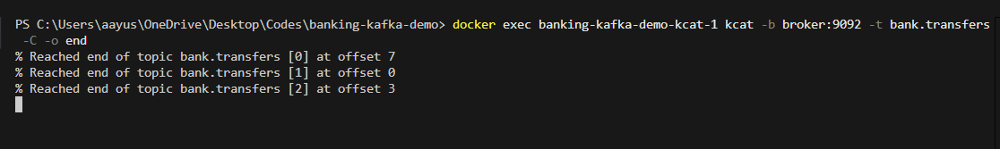 PS C:\Users\aayus\OneDrive\Desktop\Codes\banking-kafka-demo> docker exec banking-kafka-demo-kcat-1 kcat -b broker:9092 -t bank.transfers
-C -o end
% Reached end of topic bank.transfers [0] at offset 7
% Reached end of topic bank.transfers [1] at offset 0
% Reached end of topic bank.transfers [2] at offset 3